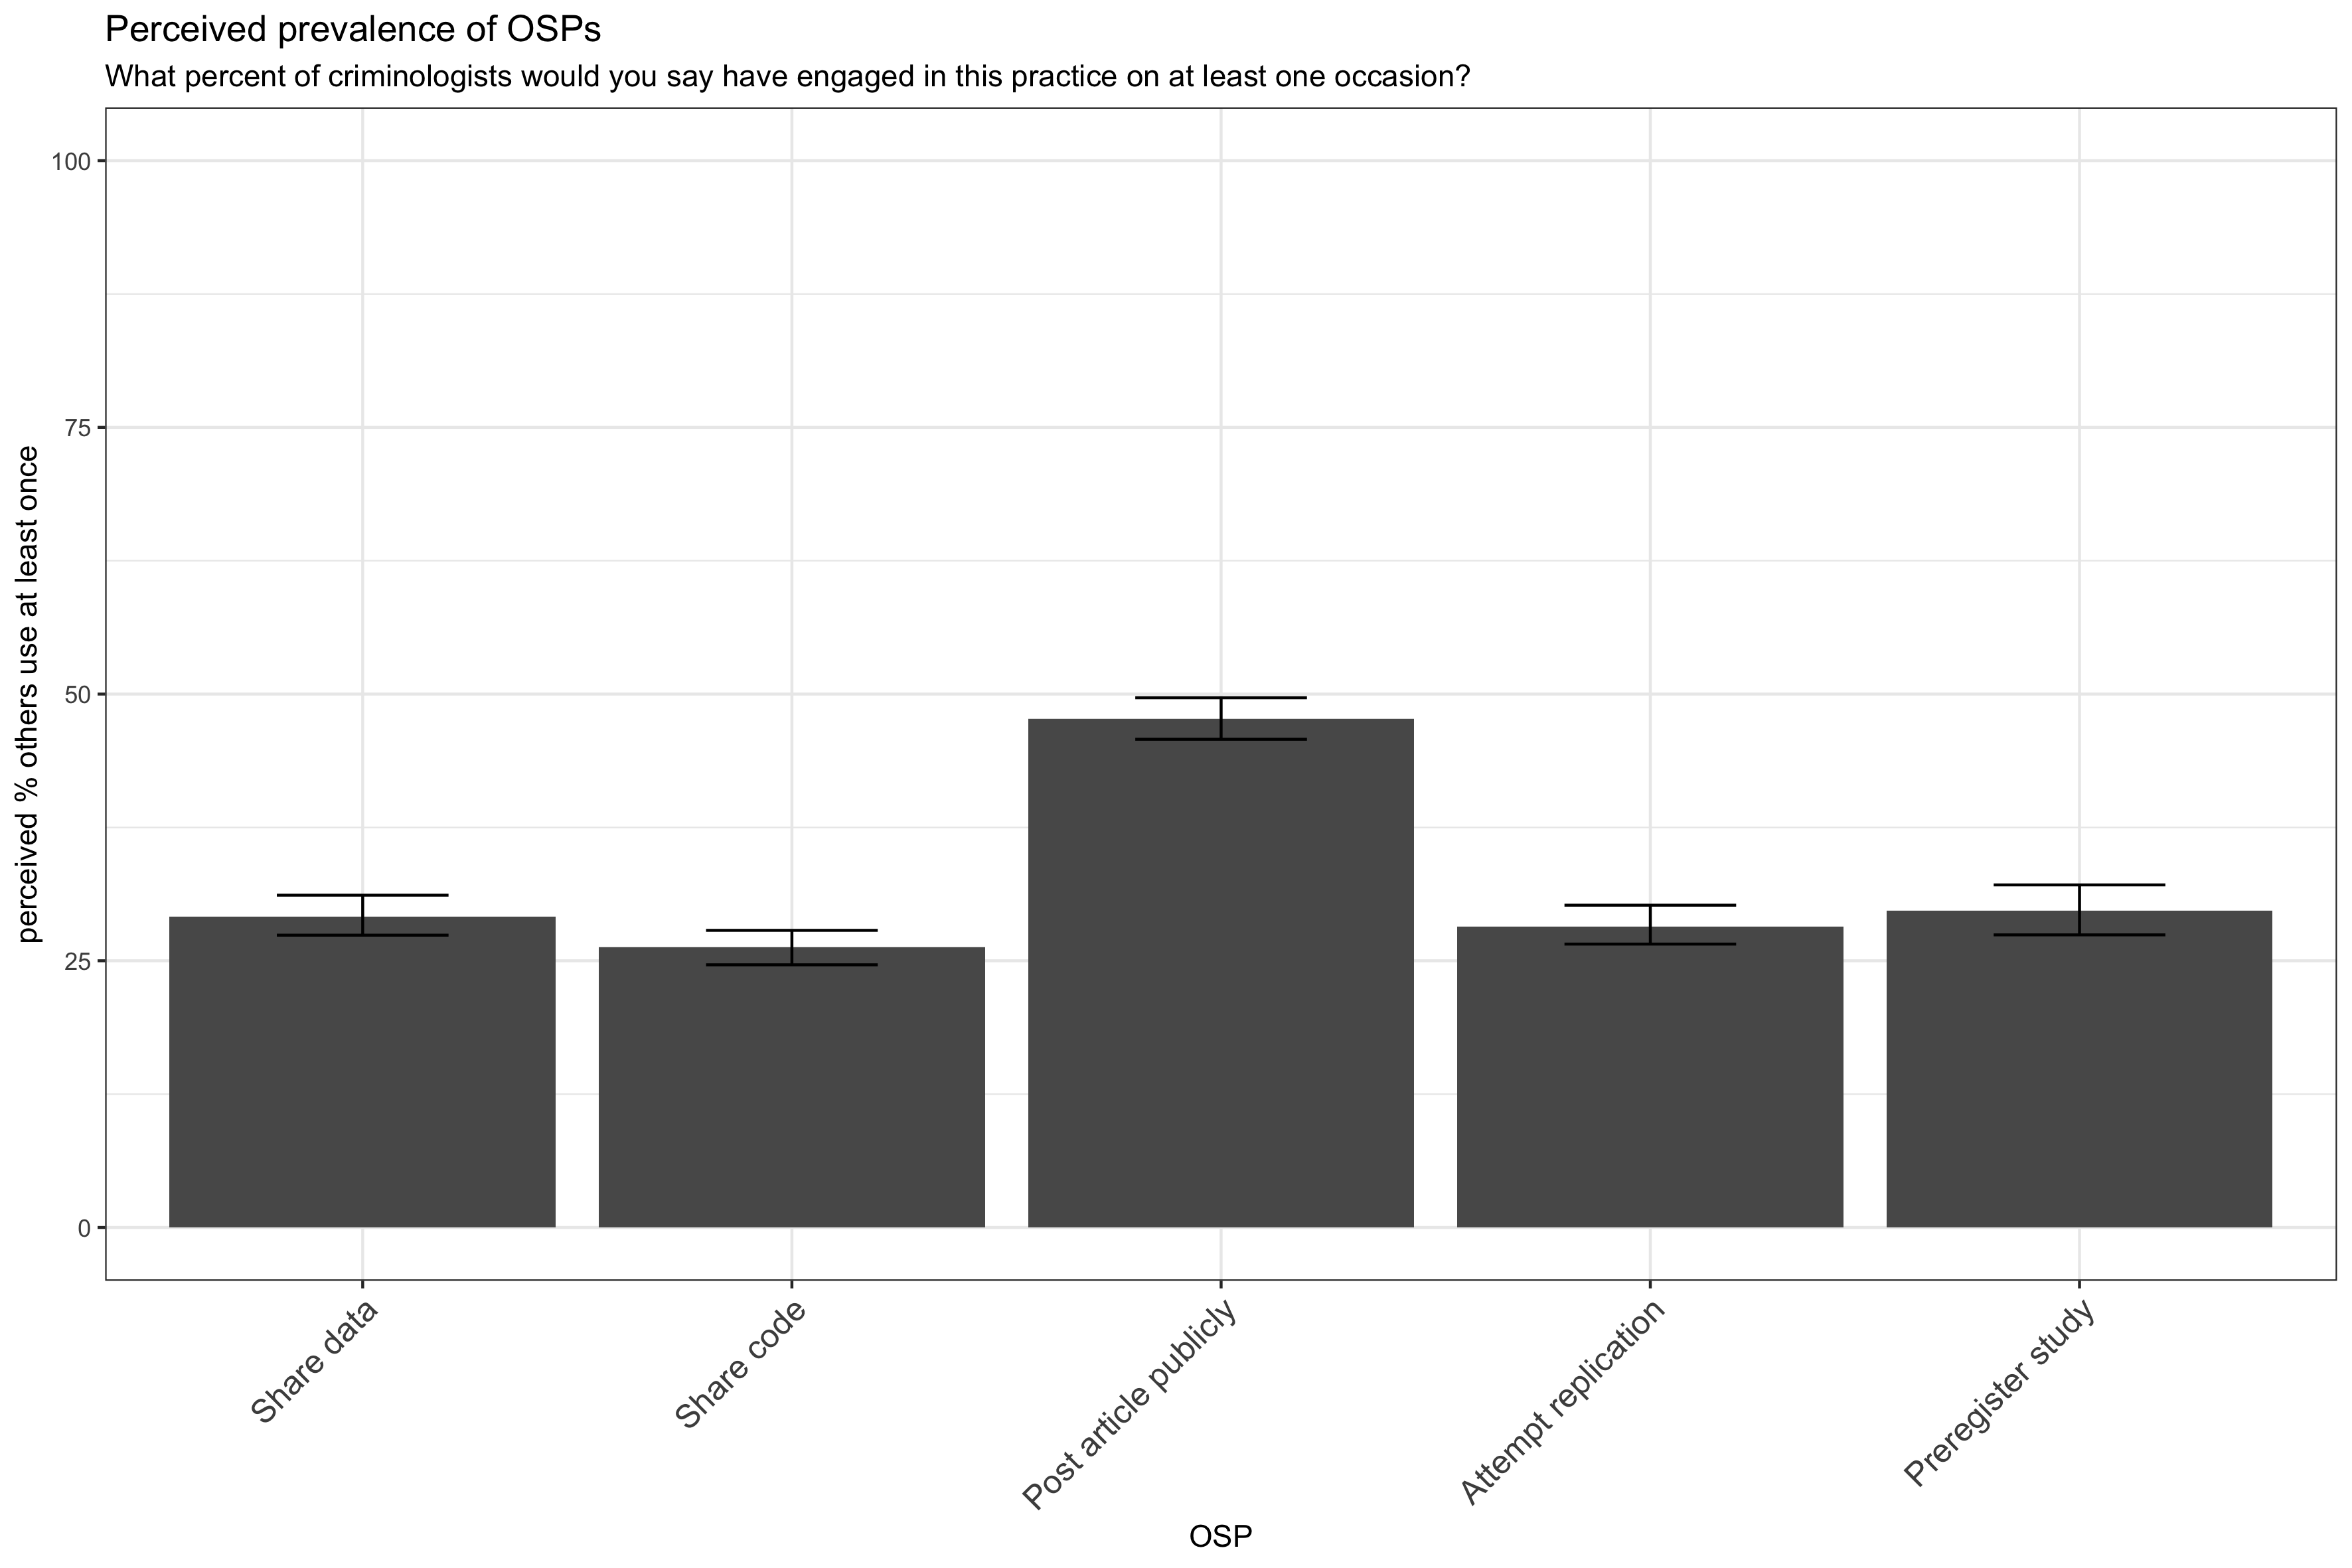 Perceived prevalence of OSPs
What percent of criminologists would you say have engaged in this practice on at least one occasion?
perceived % others use at least once
100
75
50
25
0
Share data
Share code
Post article publicly
Attempt replication
Preregister study
OSP